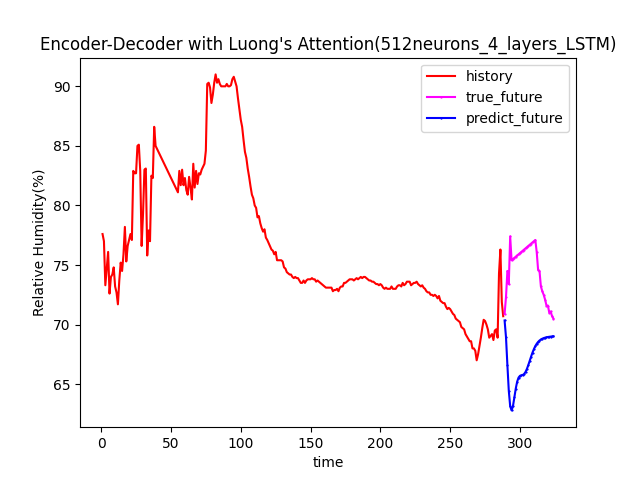 Encoder-Decoder with Luong's Attention(512neurons_4_layers_LSTM)
history
true_future
predict_future
Relative Humidity(%)
90
85
80
75
70
65
0 50 100 150 200 250 300
time